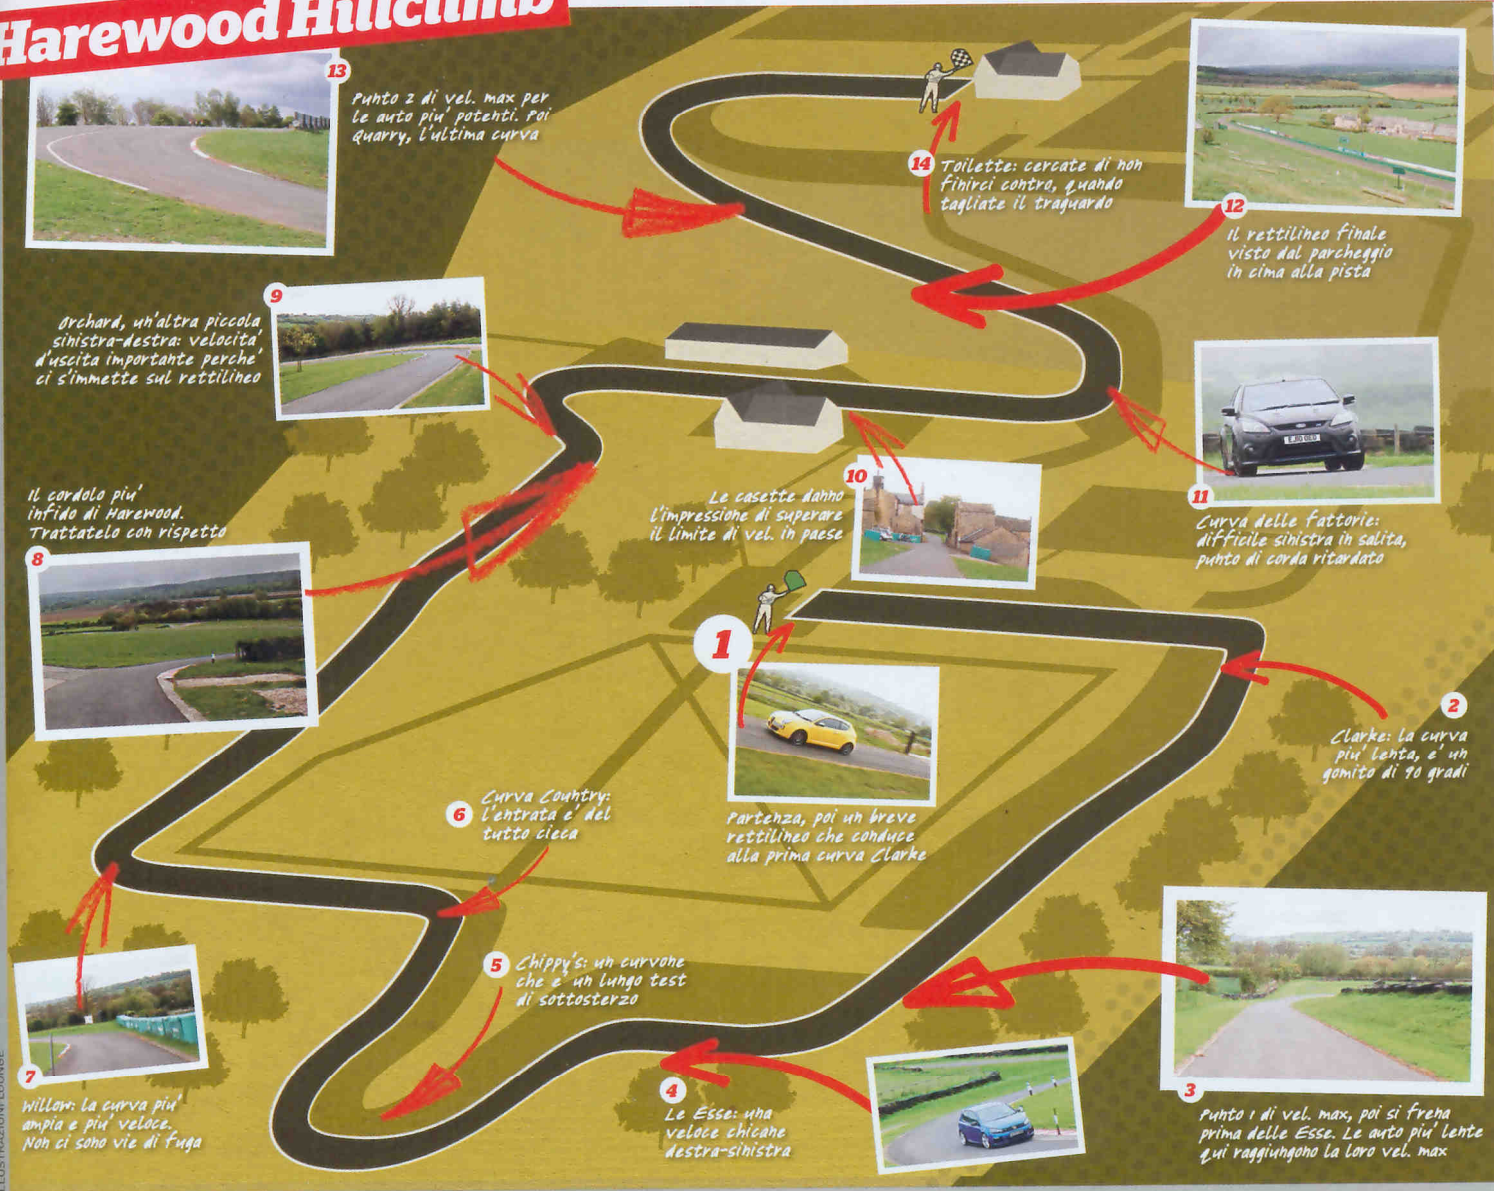 Harewood Hillclimb
13
Punto 2 di vel. max per
le auto piu' potenti. Poi
Quarry, l'ultima curva
14
Toilette: cercate di non
finirci contro, quando
tagliate il traguardo
12
Il rettilineo finale
visto dal parcheggio
in cima alla pista
9
Orchard, un'altra piccola
sinistra-destra: velocita'
d'uscita importante perche'
ci s'immette sul rettilineo
11
Curva delle fattorie:
difficile sinistra in salita,
punto di corda ritardato
10
Le casette danno
l'impressione di superare
il limite di vel. in paese
Il cordolo piu'
infido di Harewood.
Trattatelo con rispetto
8
1
Partenza, poi un breve
rettilineo che conduce
alla prima curva Clarke
2
Clarke: la curva
piu' lenta, e' un
gomito di 90 gradi
6
Curva Country:
l'entrata e' del
tutto cieca
5
Chippy's: un curvone
che e' un lungo test
di sottosterzo
7
Willow: la curva piu'
ampia e piu' veloce.
Non ci sono vie di fuga
4
Le Esse: una
veloce chicane
destra-sinistra
3
Punto 1 di vel. max, poi si frena
prima delle Esse. Le auto piu' lente
qui raggiungono la loro vel. max